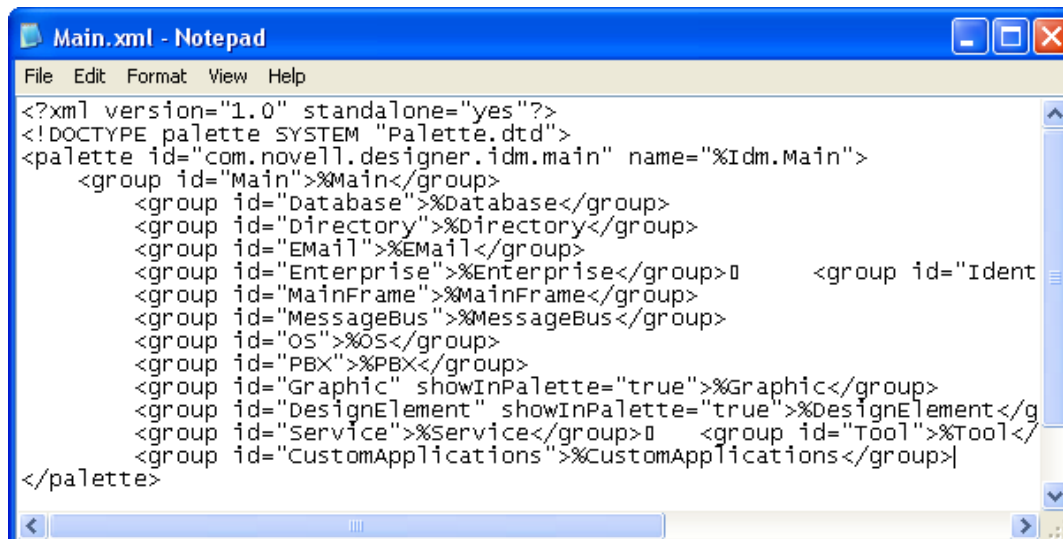 Main.xml - Notepad
File Edit Format View Help
<?xml version="1.0" standalone="yes"?>
<!DOCTYPE palette SYSTEM "Palette.dtd">
<palette id="com.novell.designer.idm.main" name="%Idm.Main">
    <group id="Main">%Main</group>
        <group id="Database">%Database</group>
        <group id="Directory">%Directory</group>
        <group id="EMail">%EMail</group>
        <group id="Enterprise">%Enterprise</group>▯      <group id="Ident
        <group id="MainFrame">%MainFrame</group>
        <group id="MessageBus">%MessageBus</group>
        <group id="OS">%OS</group>
        <group id="PBX">%PBX</group>
        <group id="Graphic" showInPalette="true">%Graphic</group>
        <group id="DesignElement" showInPalette="true">%DesignElement</g
        <group id="Service">%Service</group>▯    <group id="Tool">%Tool</
        <group id="CustomApplications">%CustomApplications</group>
</palette>